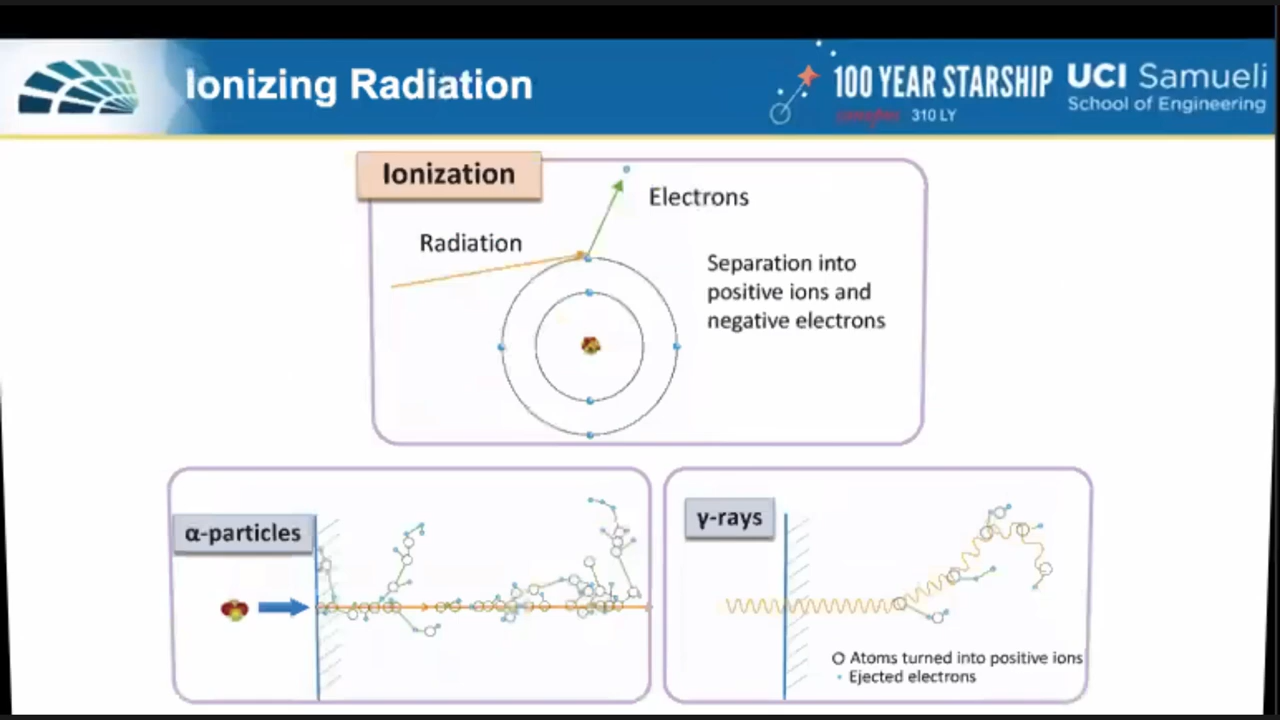 Ionizing Radiation
100 YEAR STARSHIP
310 LY
UCI Samueli
School of Engineering
Ionization
Electrons
Radiation
Separation into
positive ions and
negative electrons
α-particles
γ-rays
Atoms turned into positive ions
Ejected electrons